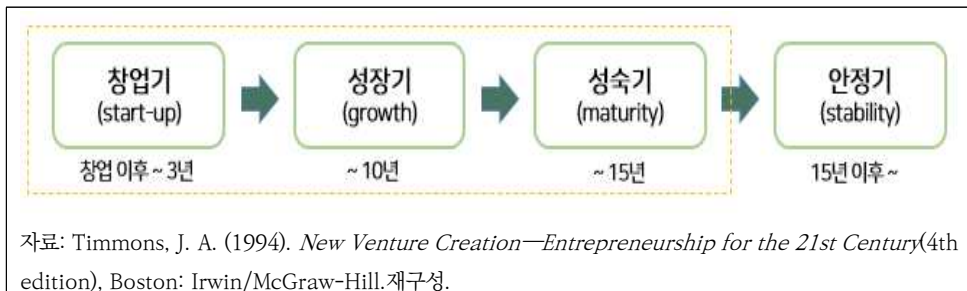 창업기
(start-up)
성장기
(growth)
성숙기
(maturity)
안정기
(stability)
창업 이후 ~ 3년
~ 10년
~ 15년
15년 이후 ~
자료: Timmons, J. A. (1994). New Venture Creation—Entrepreneurship for the 21st Century(4th
edition), Boston: Irwin/McGraw-Hill.재구성.